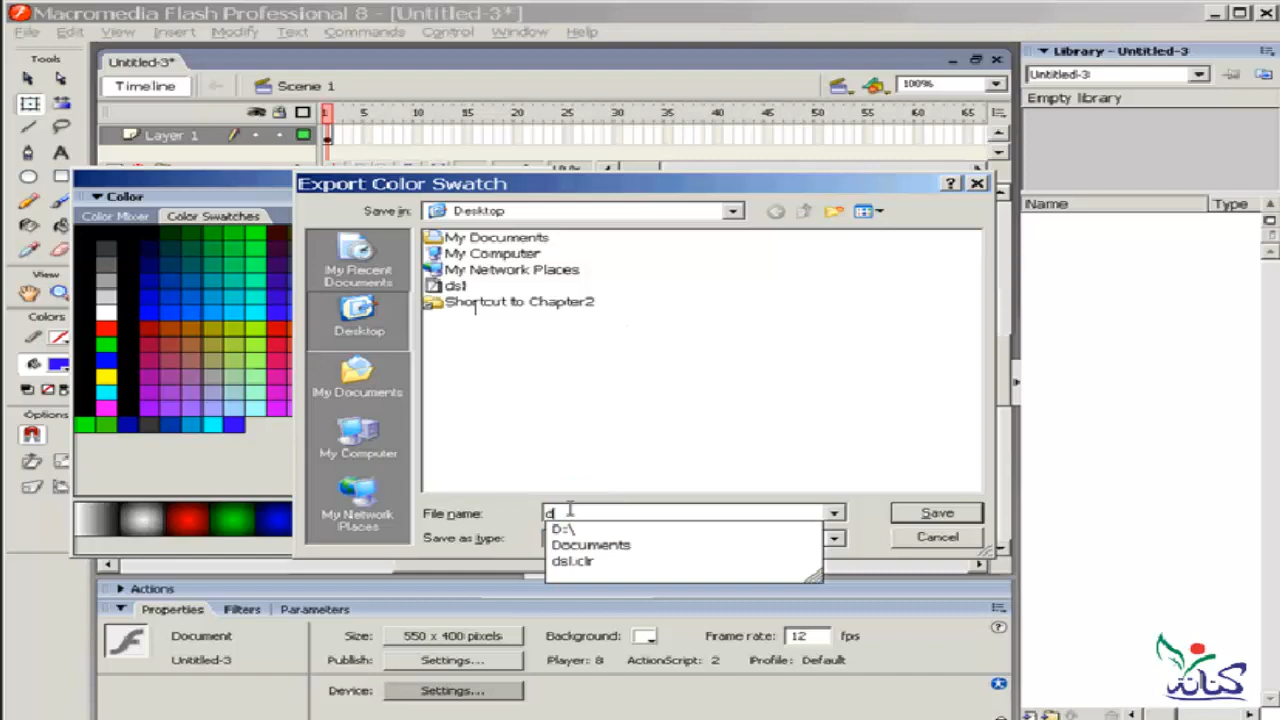 Macromedia Flash Professional 8 - [Untitled-3*]
File Edit View Insert Modify Text Commands Control Window Help
Tools
Untitled-3*
Timeline
Scene 1
100%
1 5 10 15 20 25 30 35 40 45 50 55 60 65
Layer 1
Library - Untitled-3
Untitled-3
Empty library
Name Type
Color
Color Mixer Color Swatches
View
Colors
Options
Export Color Swatch
Save in: Desktop
My Recent Documents
Desktop
My Documents
My Computer
My Network Places
My Documents
My Computer
My Network Places
dsl
Shortcut to Chapter2
File name: d
Save
D:\
Documents
dsl.clr
Save as type:
Cancel
Actions
Properties Filters Parameters
Document
Untitled-3
Size: 550 x 400 pixels
Background:
Frame rate: 12 fps
Publish: Settings...
Player: 8 ActionScript: 2 Profile: Default
Device: Settings...
كنانة